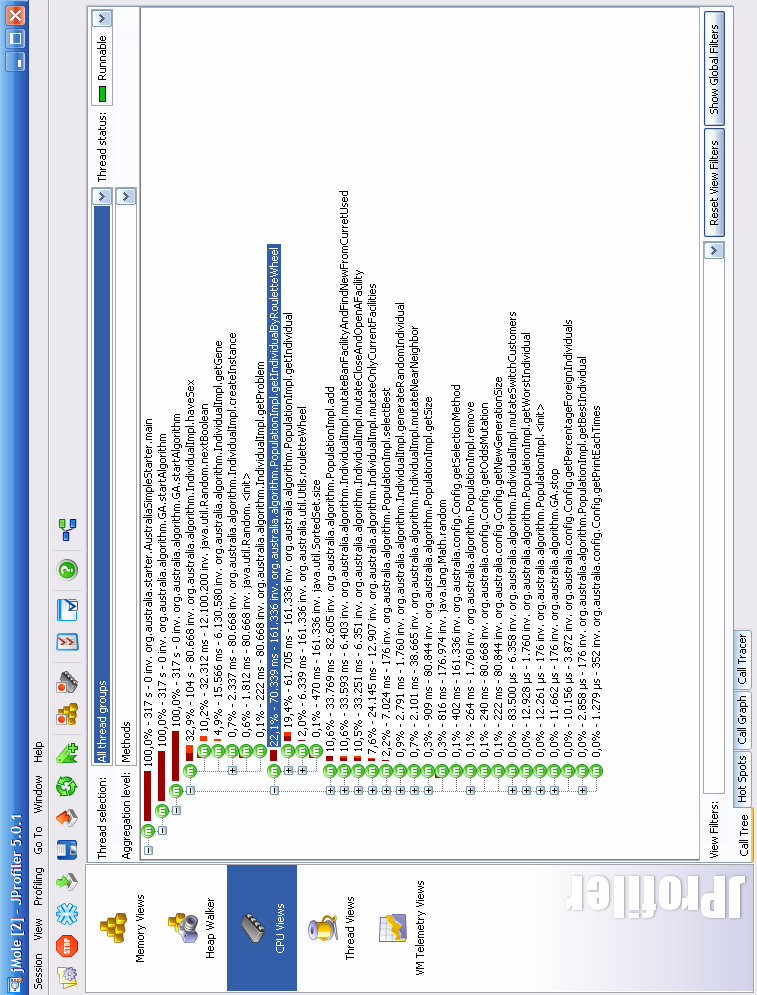 jMole [2] - JProfiler 5.0.1
Session View Profiling Go To Window Help
STOP
Memory Views
Heap Walker
CPU Views
Thread Views
VM Telemetry Views
JProfiler
Thread selection: All thread groups Thread status: Runnable
Aggregation level: Methods
100,0% - 317 s - 0 inv. org.australia.starter.AustraliaSimpleStarter.main
100,0% - 317 s - 0 inv. org.australia.algorithm.GA.startAlgorithm
100,0% - 317 s - 0 inv. org.australia.algorithm.GA.startAlgorithm
32,9% - 104 s - 80.668 inv. org.australia.algorithm.IndividualImpl.haveSex
10,2% - 32.312 ms - 12.100.200 inv. java.util.Random.nextBoolean
4,9% - 15.566 ms - 6.130.580 inv. org.australia.algorithm.IndividualImpl.getGene
0,7% - 2.337 ms - 80.668 inv. org.australia.algorithm.IndividualImpl.createInstance
0,6% - 1.812 ms - 80.668 inv. java.util.Random.<init>
0,1% - 222 ms - 80.668 inv. org.australia.algorithm.IndividualImpl.getProblem
22,1% - 70.339 ms - 161.336 inv. org.australia.algorithm.PopulationImpl.getIndividualByRouletteWheel
19,4% - 61.705 ms - 161.336 inv. org.australia.algorithm.PopulationImpl.getIndividual
2,0% - 6.339 ms - 161.336 inv. org.australia.util.Utils.rouletteWheel
0,1% - 470 ms - 161.336 inv. java.util.SortedSet.size
10,6% - 33.769 ms - 82.605 inv. org.australia.algorithm.PopulationImpl.add
10,6% - 33.593 ms - 6.403 inv. org.australia.algorithm.IndividualImpl.mutateBanFacilityAndFindNewFromCurretUsed
10,5% - 33.251 ms - 6.351 inv. org.australia.algorithm.IndividualImpl.mutateCloseAndOpenAFacility
7,6% - 24.145 ms - 12.907 inv. org.australia.algorithm.IndividualImpl.mutateOnlyCurrentFacilities
2,2% - 7.024 ms - 176 inv. org.australia.algorithm.PopulationImpl.selectBest
0,9% - 2.791 ms - 1.760 inv. org.australia.algorithm.IndividualImpl.generateRandomIndividual
0,7% - 2.101 ms - 38.665 inv. org.australia.algorithm.IndividualImpl.mutateNearNeighbor
0,3% - 909 ms - 80.844 inv. org.australia.algorithm.PopulationImpl.getSize
0,3% - 816 ms - 176.974 inv. java.lang.Math.random
0,1% - 402 ms - 161.336 inv. org.australia.config.Config.getSelectionMethod
0,1% - 264 ms - 1.760 inv. org.australia.algorithm.PopulationImpl.remove
0,1% - 240 ms - 80.668 inv. org.australia.config.Config.getOddsMutation
0,1% - 222 ms - 80.844 inv. org.australia.config.Config.getNewGenerationSize
0,0% - 83.500 µs - 6.358 inv. org.australia.algorithm.IndividualImpl.mutateSwitchCustomers
0,0% - 12.928 µs - 1.760 inv. org.australia.algorithm.PopulationImpl.getWorstIndividual
0,0% - 12.261 µs - 176 inv. org.australia.algorithm.PopulationImpl.<init>
0,0% - 11.662 µs - 176 inv. org.australia.algorithm.GA.stop
0,0% - 10.156 µs - 3.872 inv. org.australia.config.Config.getPercentageForeignIndividuals
0,0% - 2.858 µs - 176 inv. org.australia.algorithm.PopulationImpl.getBestIndividual
0,0% - 1.279 µs - 352 inv. org.australia.config.Config.getPrintEachTimes
View Filters: Reset View Filters Show Global Filters
Call Tree Hot Spots Call Graph Call Tracer